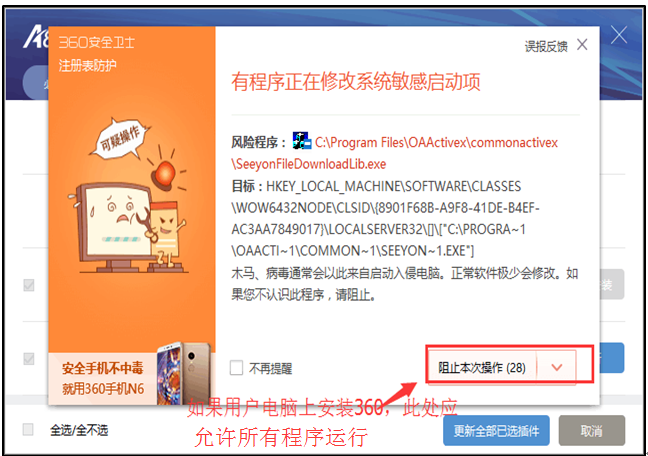 A8
360安全卫士
注册表防护
误报反馈
有程序正在修改系统敏感启动项
可疑操作
风险程序： C:\Program Files\OAActivex\commonactivex
\SeeyonFileDownloadLib.exe
目标：HKEY_LOCAL_MACHINE\SOFTWARE\CLASSES
\WOW6432NODE\CLSID\{8901F68B-A9F8-41DE-B4EF-
AC3AA7849017}\LOCALSERVER32\[]\["C:\PROGRA~1
\OAACTI~1\COMMON~1\SEEYON~1.EXE"]
木马、病毒通常会以此来自启动入侵电脑。正常软件极少会修改。如
果您不认识此程序，请阻止。
安全手机不中毒
就用360手机N6
不再提醒
阻止本次操作 (28)
如果用户电脑上安装360，此处应
允许所有程序运行
全选/全不选
更新全部已选插件
取消